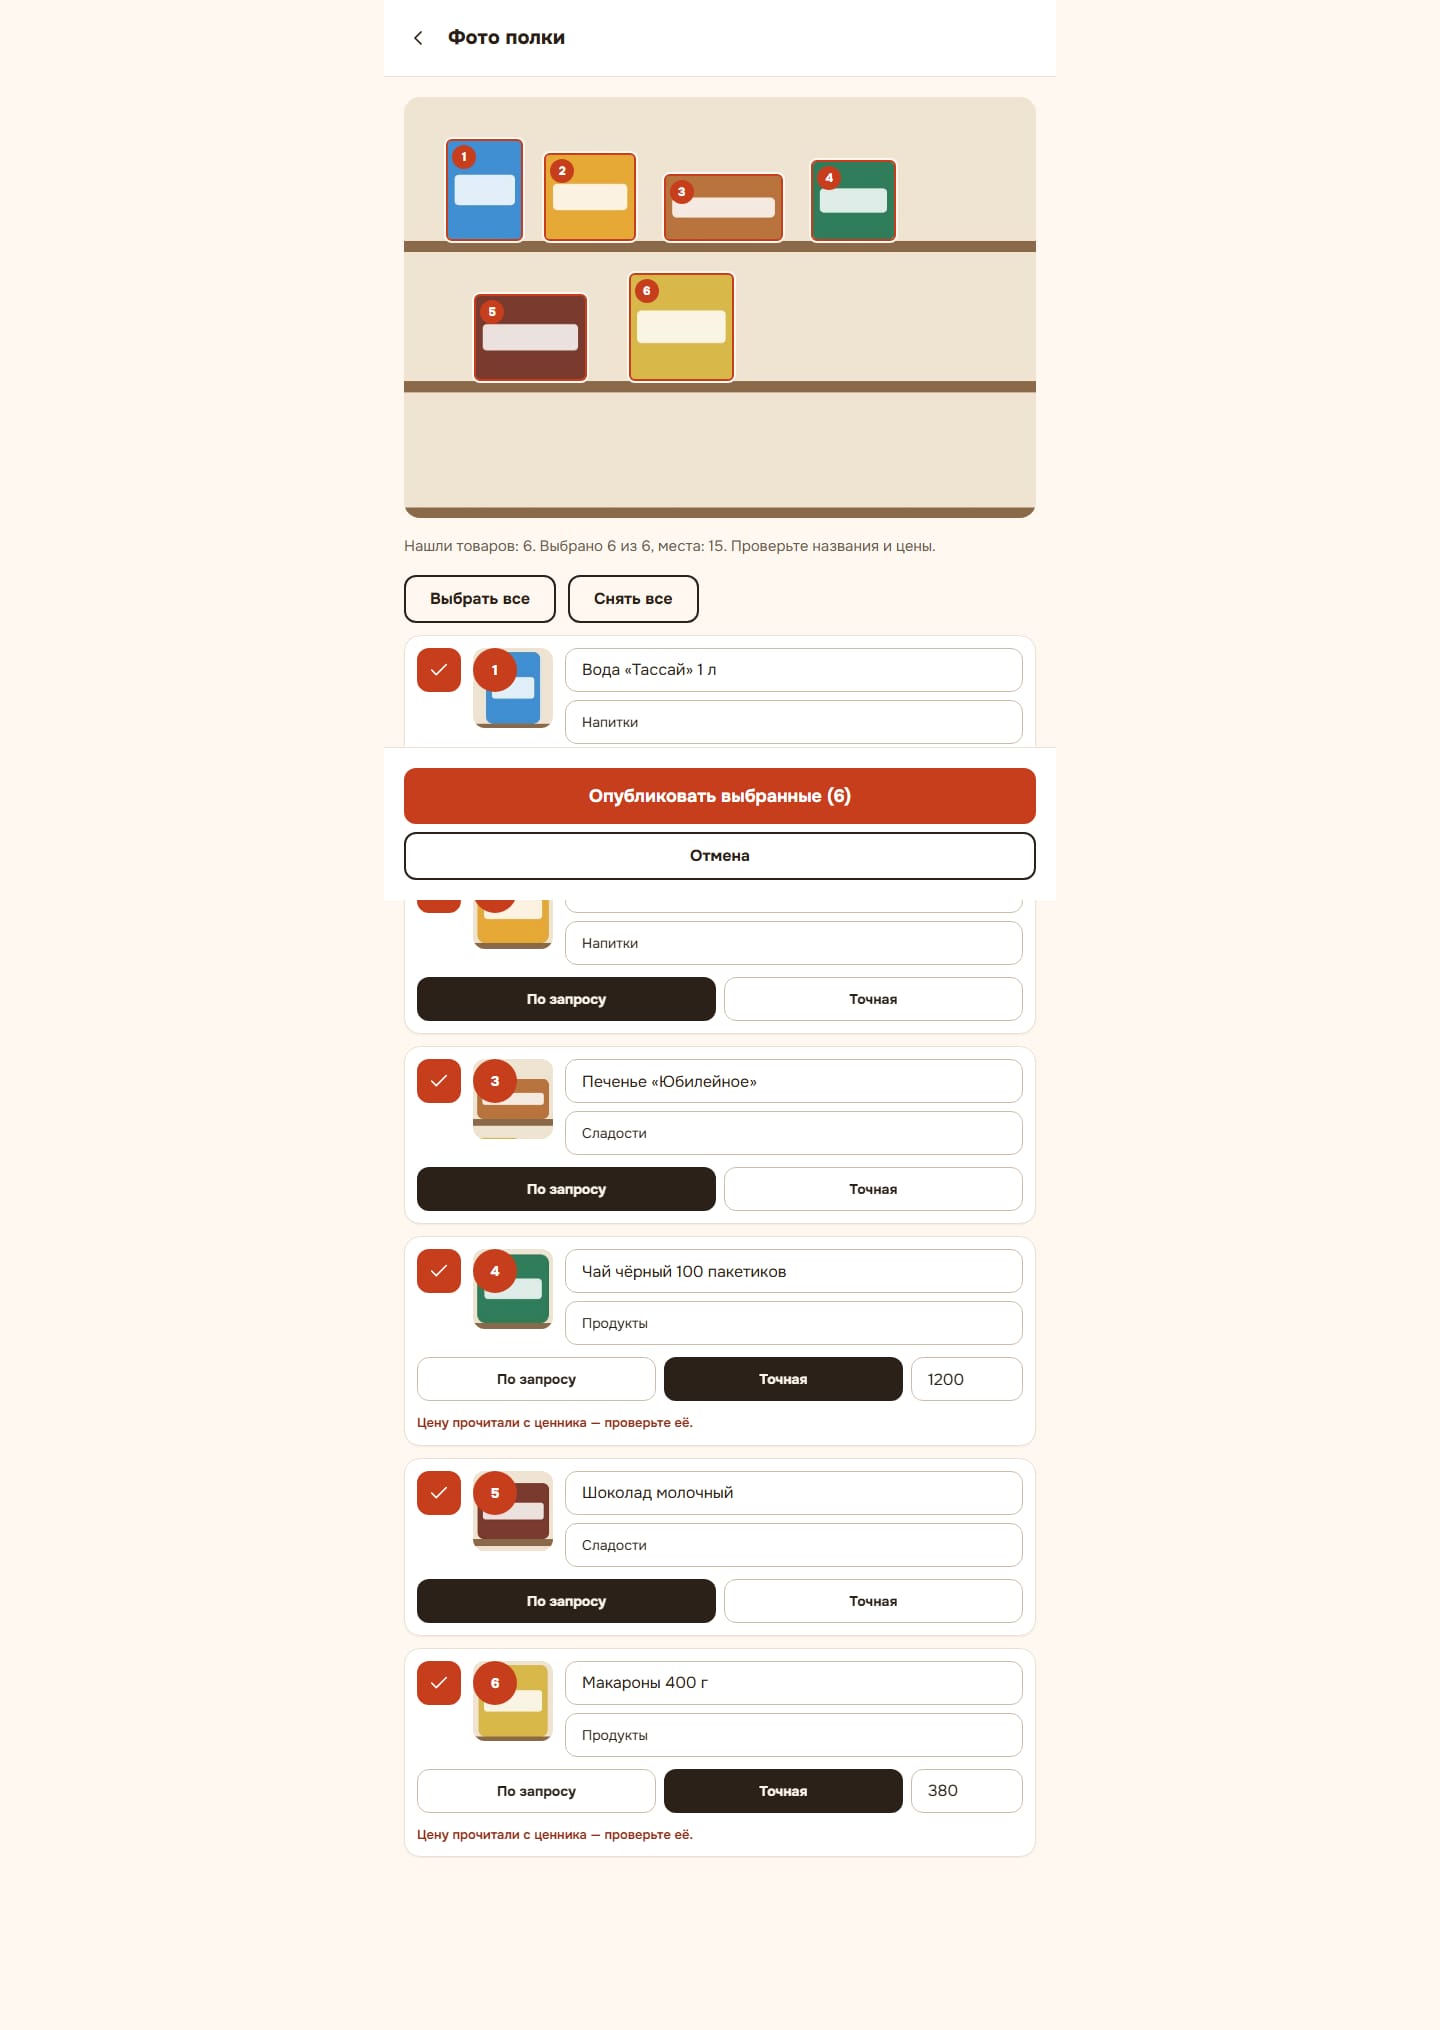 Фото полки
1
2
3
4
5
6
Нашли товаров: 6. Выбрано 6 из 6, места: 15. Проверьте названия и цены.
Выбрать все
Снять все
1
Вода «Тассай» 1 л
Напитки
Опубликовать выбранные (6)
Отмена
Напитки
По запросу
Точная
3
Печенье «Юбилейное»
Сладости
По запросу
Точная
4
Чай чёрный 100 пакетиков
Продукты
По запросу
Точная
1200
Цену прочитали с ценника — проверьте её.
5
Шоколад молочный
Сладости
По запросу
Точная
6
Макароны 400 г
Продукты
По запросу
Точная
380
Цену прочитали с ценника — проверьте её.